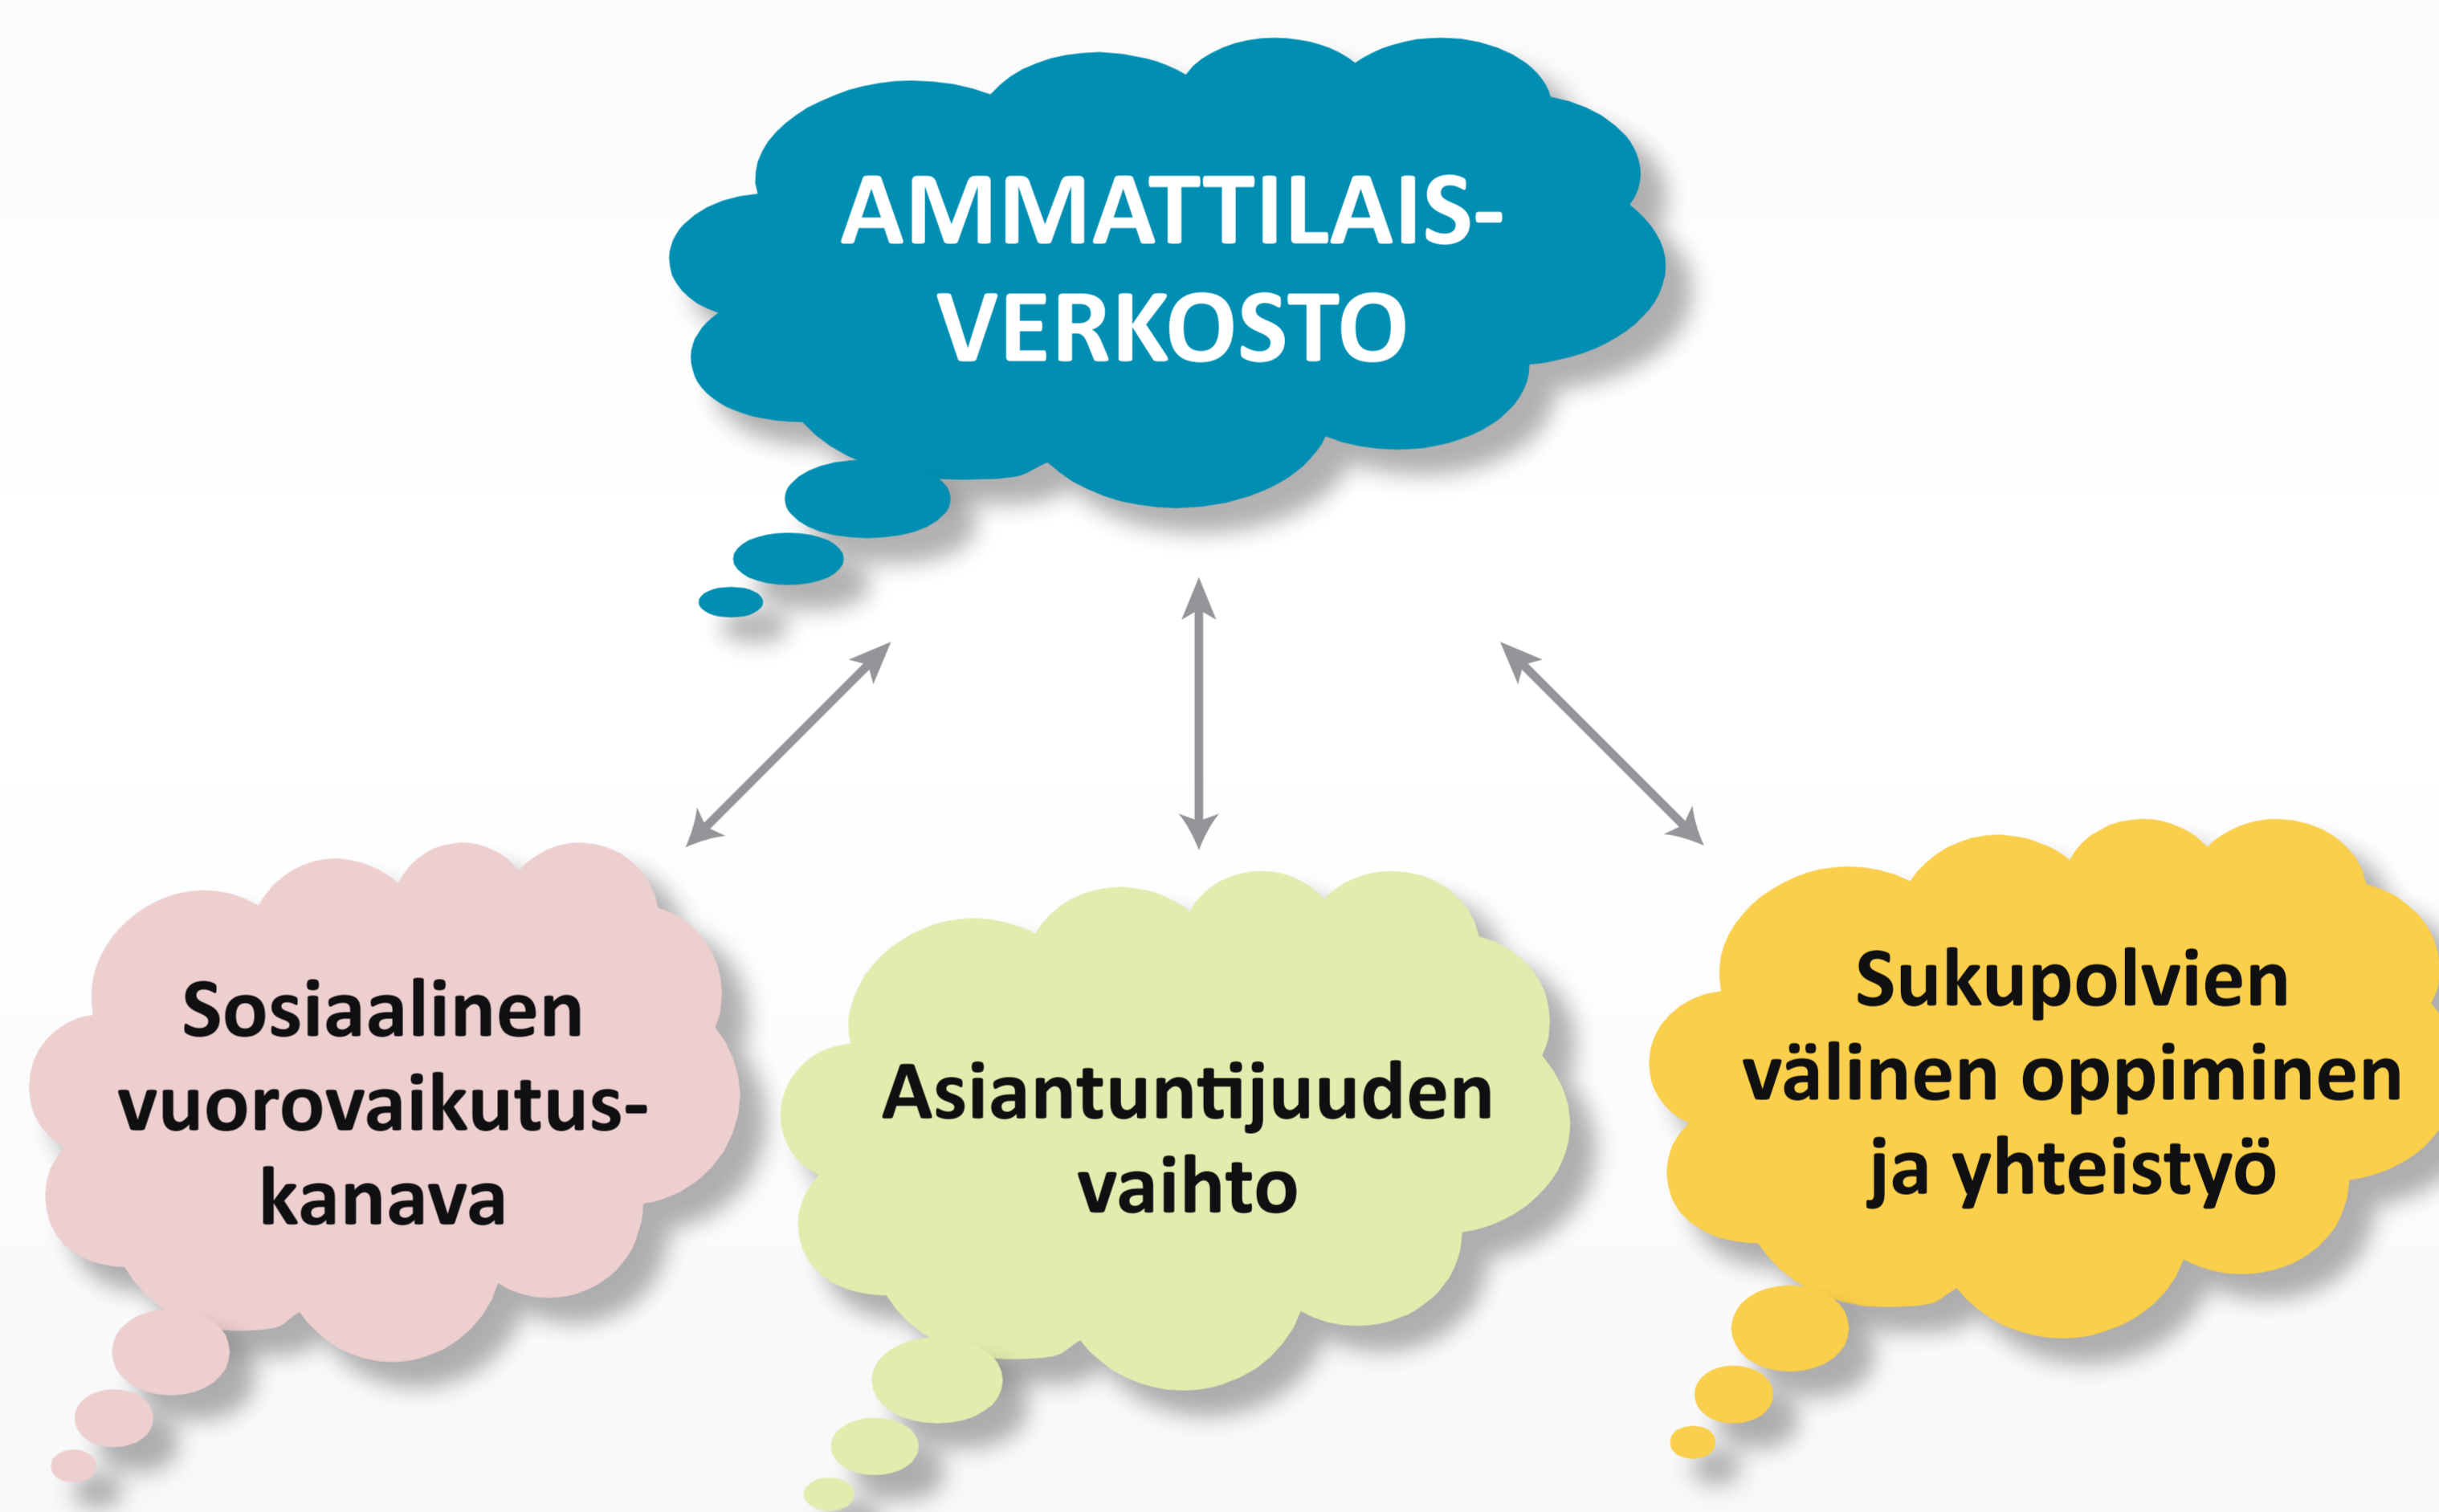 AMMATTILAIS-
VERKOSTO
Sosiaalinen
vuorovaikutus-
kanava
Asiantuntijuuden
vaihto
Sukupolvien
välinen oppiminen
ja yhteistyö